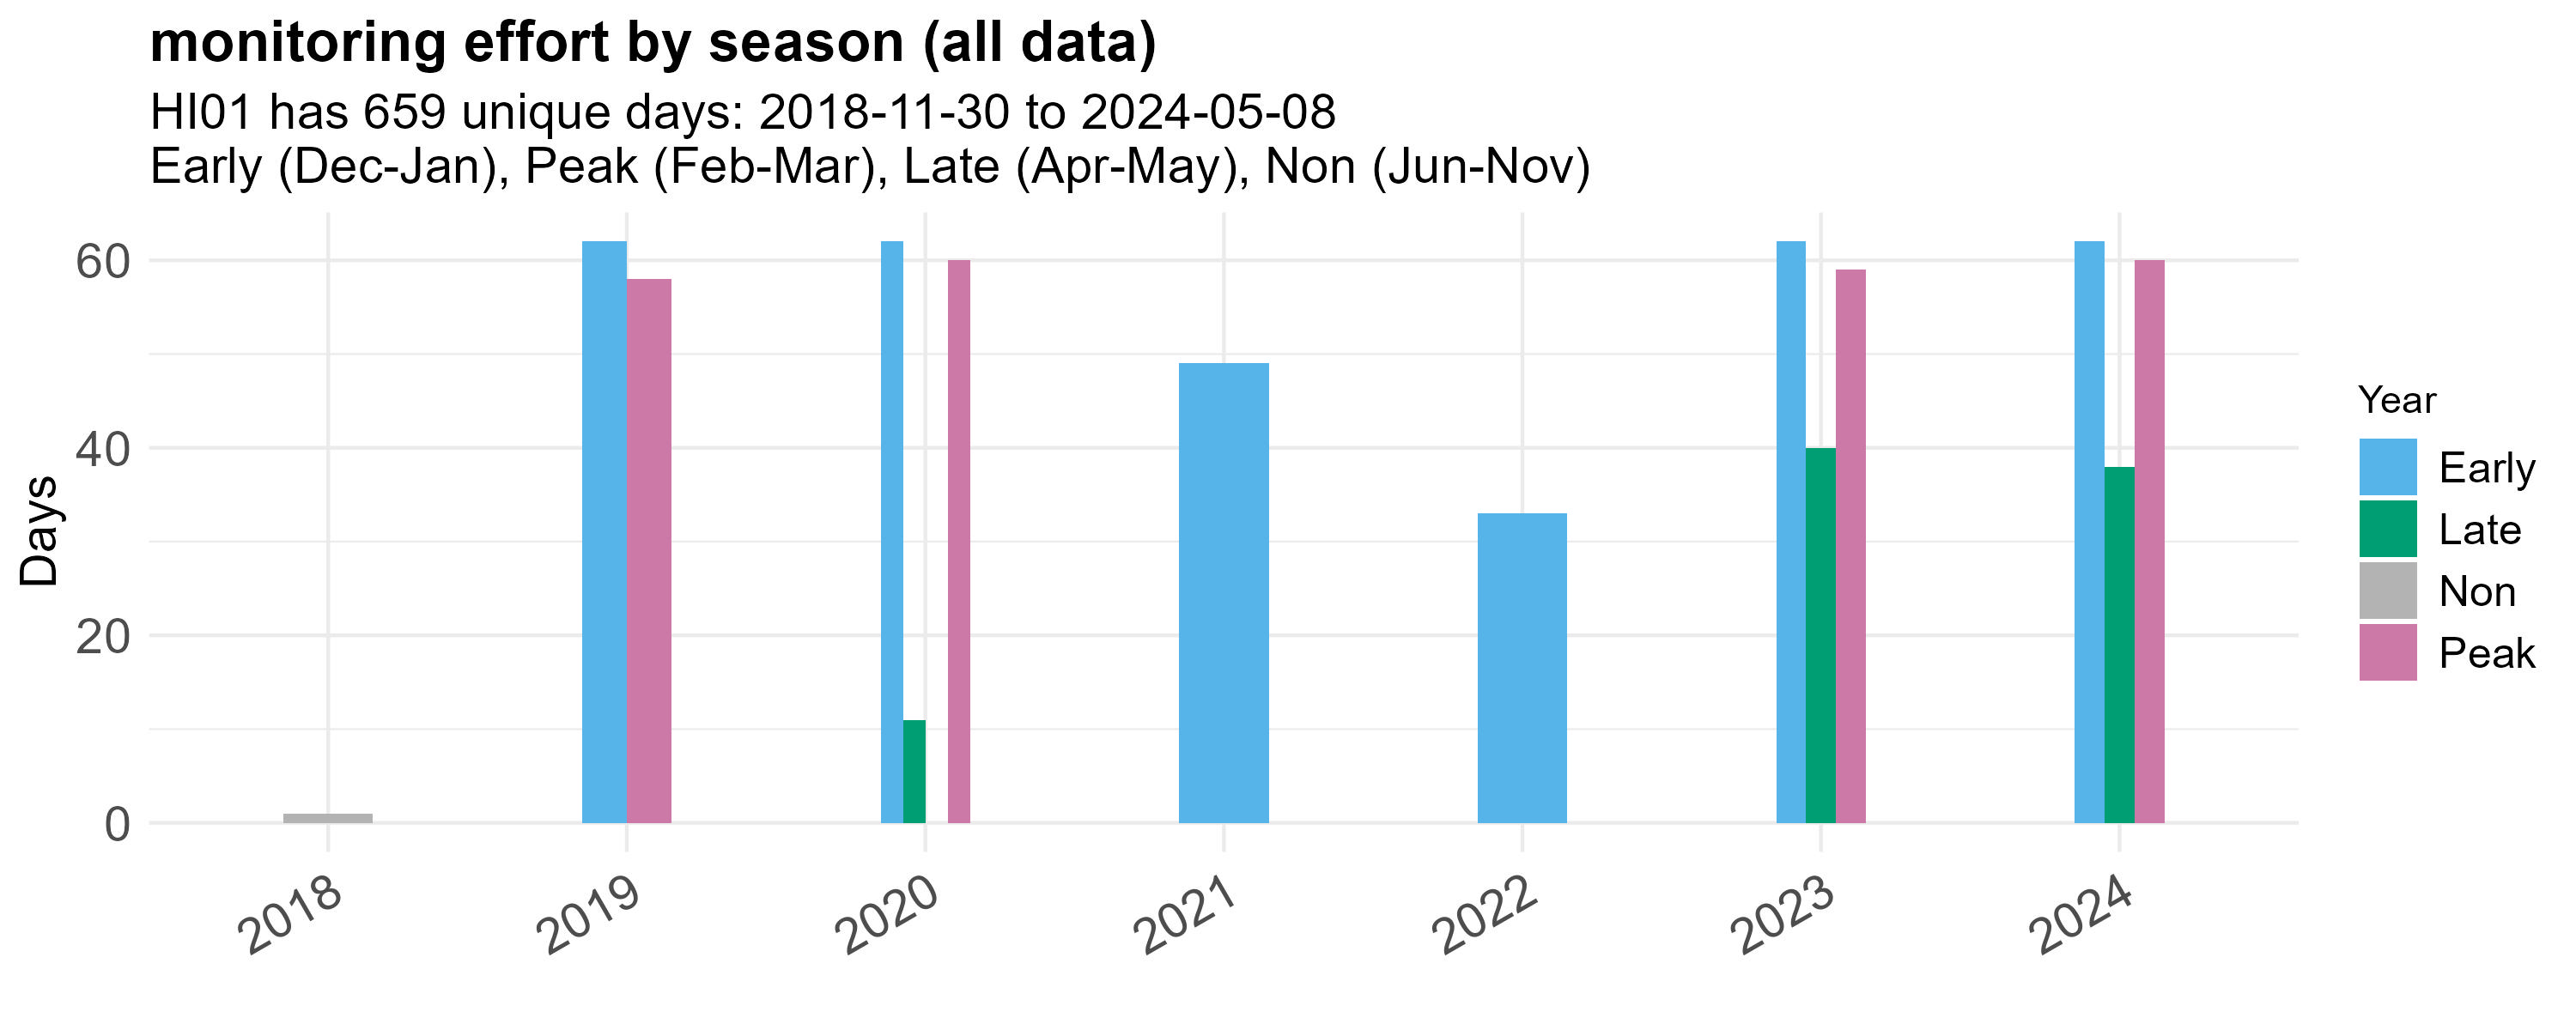 monitoring effort by season (all data)
HI01 has 659 unique days: 2018-11-30 to 2024-05-08
Early (Dec-Jan), Peak (Feb-Mar), Late (Apr-May), Non (Jun-Nov)
60
40
20
0
Days
2018
2019
2020
2021
2022
2023
2024
Year
Early
Late
Non
Peak